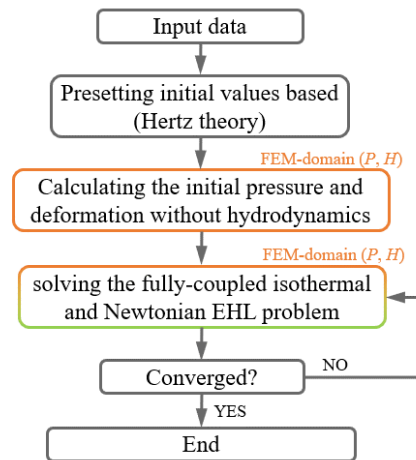 Input data
Presetting initial values based
(Hertz theory)
FEM-domain (P, H)
Calculating the initial pressure and
deformation without hydrodynamics
FEM-domain (P, H)
solving the fully-coupled isothermal
and Newtonian EHL problem
Converged?
NO
YES
End